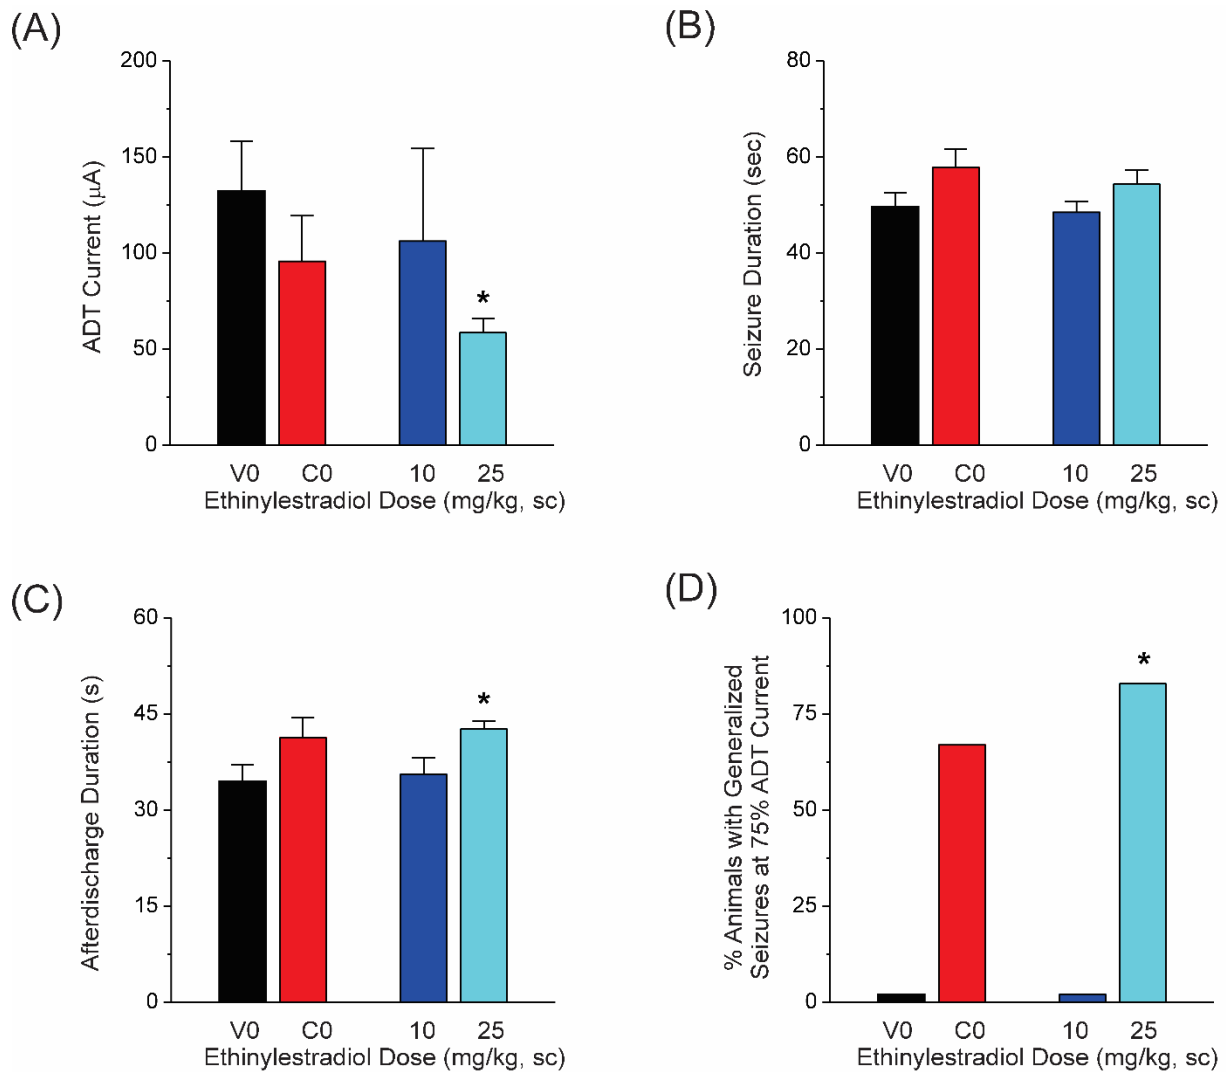 (A)
200
150
100
50
0
ADT Current (μA)
*
V0 C0 10 25
Ethinylestradiol Dose (mg/kg, sc)
(B)
80
60
40
20
0
Seizure Duration (sec)
V0 C0 10 25
Ethinylestradiol Dose (mg/kg, sc)
(C)
60
45
30
15
0
Afterdischarge Duration (s)
*
V0 C0 10 25
Ethinylestradiol Dose (mg/kg, sc)
(D)
100
75
50
25
0
% Animals with Generalized
Seizures at 75% ADT Current
*
V0 C0 10 25
Ethinylestradiol Dose (mg/kg, sc)